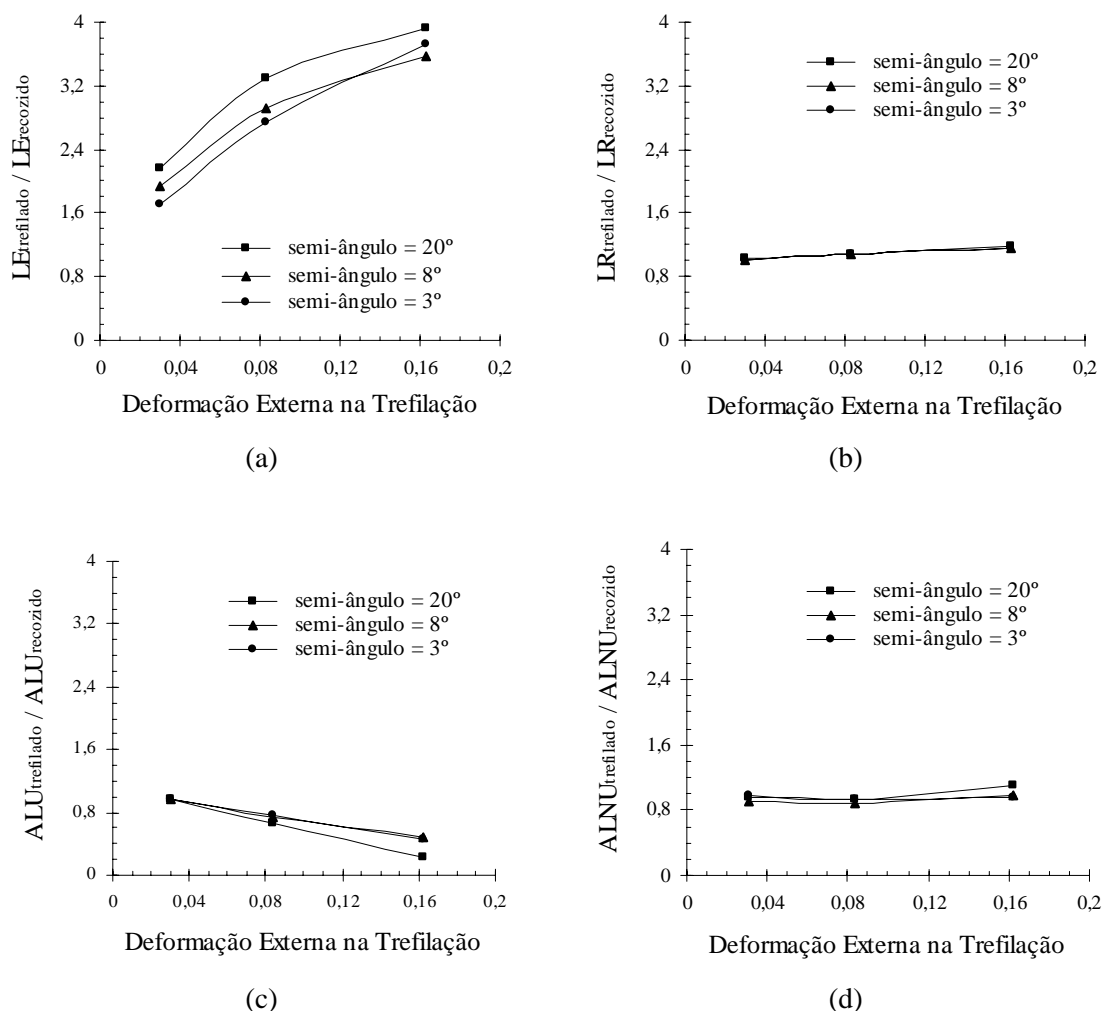 4
3,2
2,4
1,6
0,8
0
0
0,04
0,08
0,12
0,16
0,2
LEtrefilado / LErecozido
semi-ângulo = 20º
semi-ângulo = 8º
semi-ângulo = 3º
Deformação Externa na Trefilação
(a)
4
3,2
2,4
1,6
0,8
0
0
0,04
0,08
0,12
0,16
0,2
LRtrefilado / LRrecozido
semi-ângulo = 20º
semi-ângulo = 8º
semi-ângulo = 3º
Deformação Externa na Trefilação
(b)
4
3,2
2,4
1,6
0,8
0
0
0,04
0,08
0,12
0,16
0,2
ALUtrefilado / ALUrecozido
semi-ângulo = 20º
semi-ângulo = 8º
semi-ângulo = 3º
Deformação Externa na Trefilação
(c)
4
3,2
2,4
1,6
0,8
0
0
0,04
0,08
0,12
0,16
0,2
ALNUtrefilado / ALNUrecozido
semi-ângulo = 20º
semi-ângulo = 8º
semi-ângulo = 3º
Deformação Externa na Trefilação
(d)